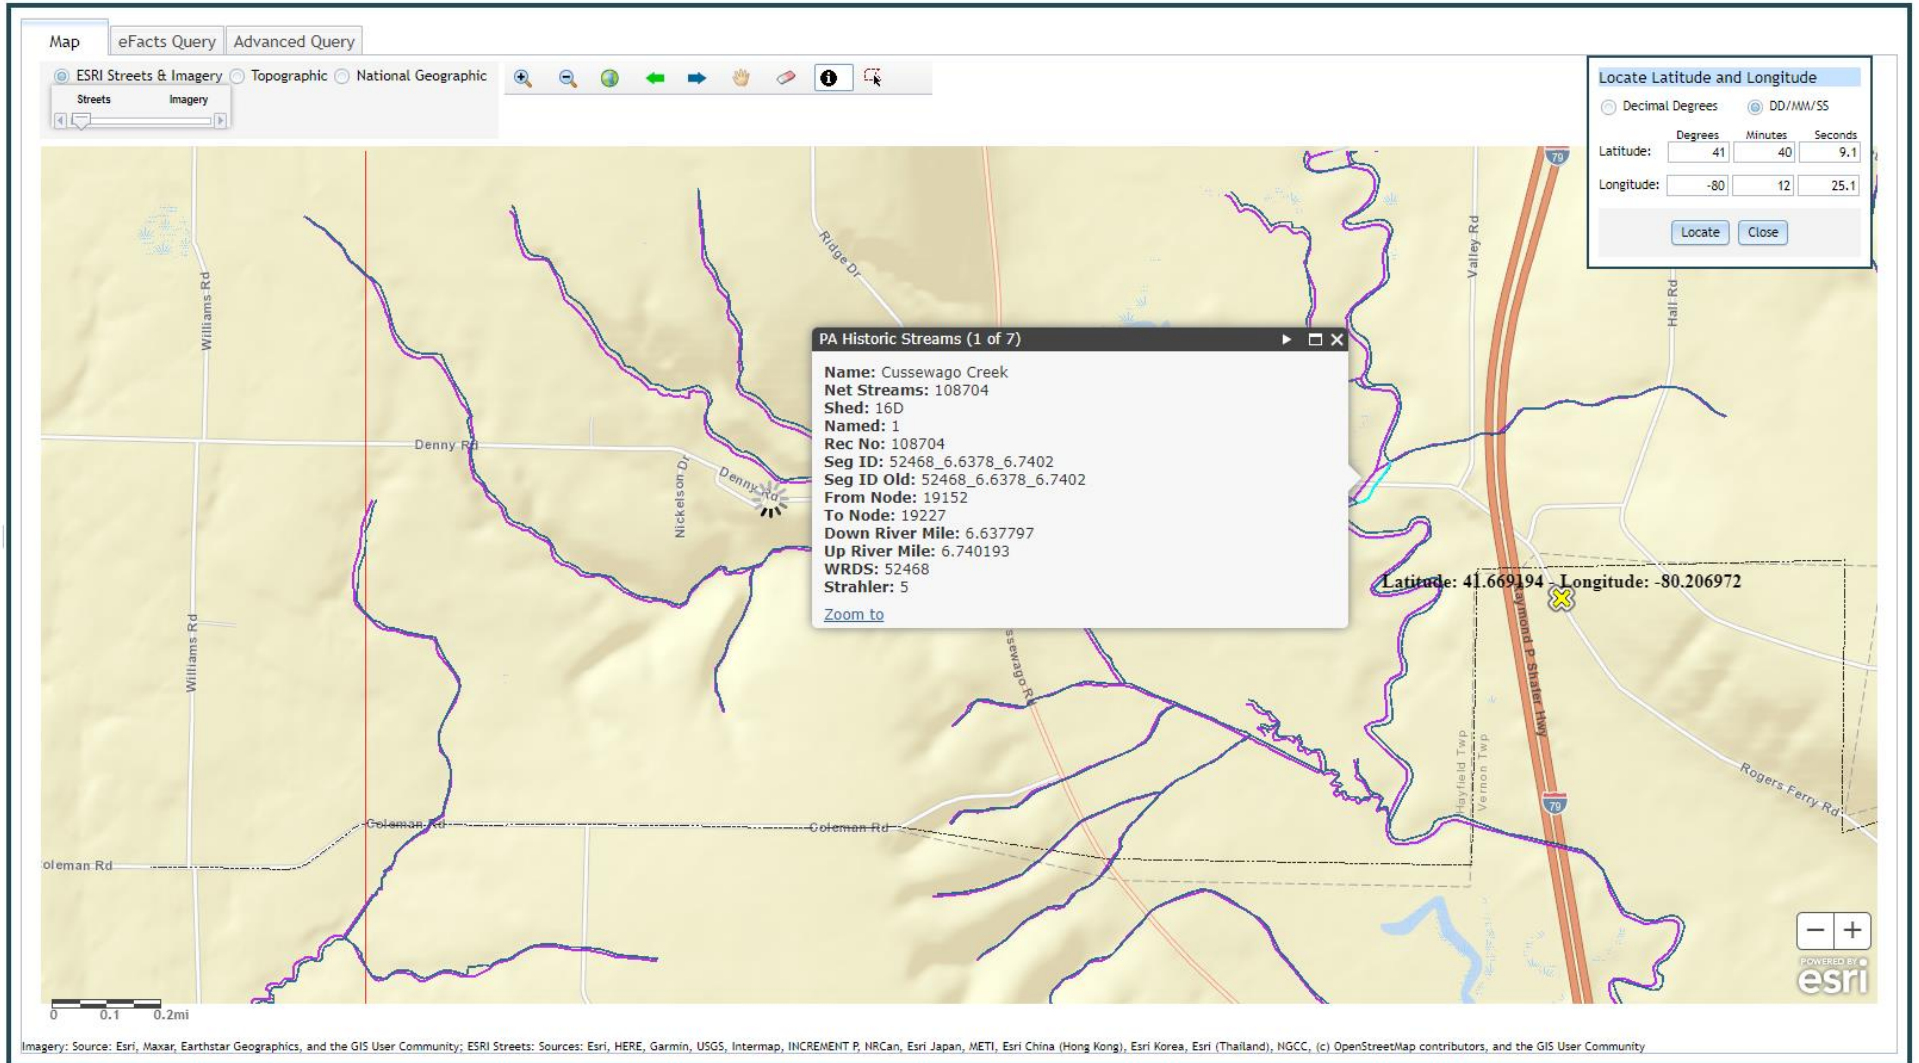 Map eFacts Query Advanced Query
ESRI Streets & Imagery Topographic National Geographic
Streets Imagery
Locate Latitude and Longitude
Decimal Degrees DD/MM/SS
Degrees Minutes Seconds
Latitude: 41 40 9.1
Longitude: -80 12 25.1
Locate Close
79
Ridge Dr
Valley Rd
Williams Rd
Hall Rd
PA Historic Streams (1 of 7)
Name: Cussewago Creek
Net Streams: 108704
Shed: 16D
Named: 1
Rec No: 108704
Seg ID: 52468_6.6378_6.7402
Seg ID Old: 52468_6.6378_6.7402
From Node: 19152
To Node: 19227
Down River Mile: 6.637797
Up River Mile: 6.740193
WRDS: 52468
Strahler: 5
Zoom to
Denny Rd
Nickelson Dr
Denny Rd
Latitude: 41.669194 - Longitude: -80.206972
Raymond P Shafer Hwy
Williams Rd
ssewago Rd
Hayfield Twp
Vernon Twp
Rogers Ferry Rd
79
Coleman Rd
Coleman Rd
oleman Rd
POWERED BY
esri
0 0.1 0.2mi
Imagery: Source: Esri, Maxar, Earthstar Geographics, and the GIS User Community; ESRI Streets: Sources: Esri, HERE, Garmin, USGS, Intermap, INCREMENT P, NRCan, Esri Japan, METI, Esri China (Hong Kong), Esri Korea, Esri (Thailand), NGCC, (c) OpenStreetMap contributors, and the GIS User Community